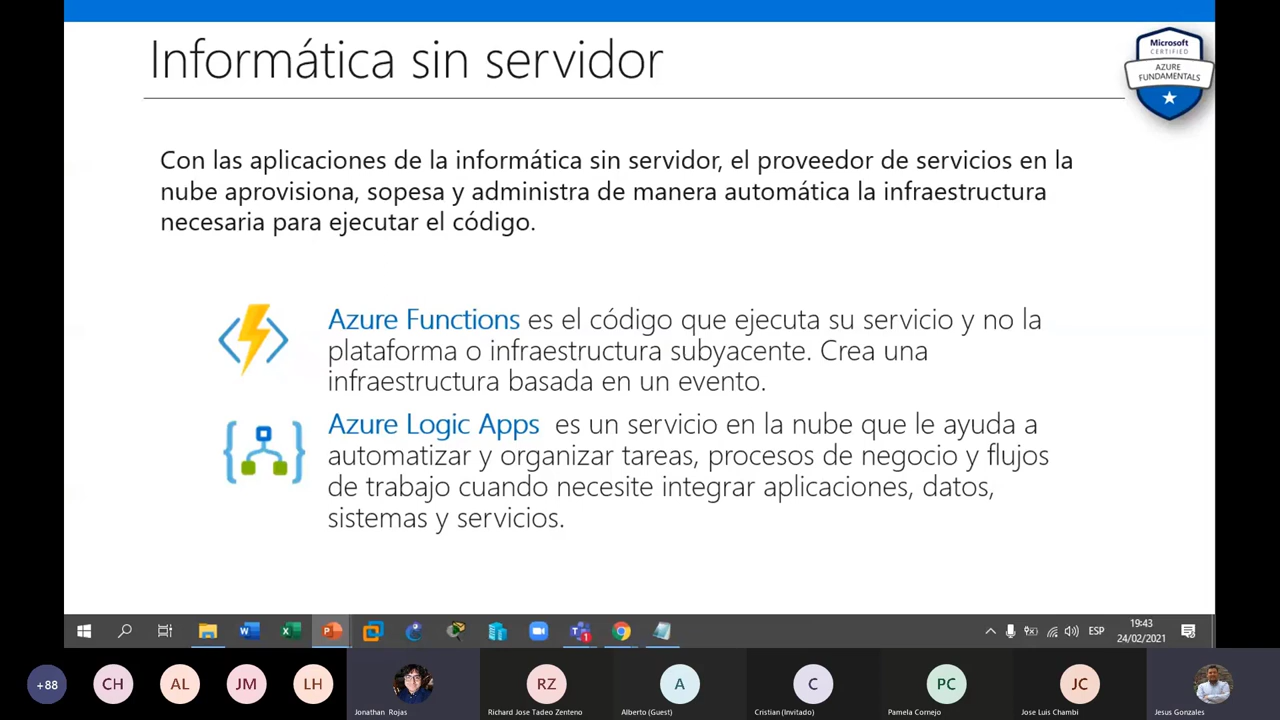 Informática sin servidor
Microsoft
CERTIFIED
AZURE
FUNDAMENTALS
Con las aplicaciones de la informática sin servidor, el proveedor de servicios en la
nube aprovisiona, sopesa y administra de manera automática la infraestructura
necesaria para ejecutar el código.
Azure Functions es el código que ejecuta su servicio y no la
plataforma o infraestructura subyacente. Crea una
infraestructura basada en un evento.
Azure Logic Apps es un servicio en la nube que le ayuda a
automatizar y organizar tareas, procesos de negocio y flujos
de trabajo cuando necesite integrar aplicaciones, datos,
sistemas y servicios.
ESP
19:43
24/02/2021
+88
CH
AL
JM
LH
Jonathan Rojas
RZ
Richard Jose Tadeo Zenteno
A
Alberto (Guest)
C
Cristian (Invitado)
PC
Pamela Cornejo
JC
Jose Luis Chambi
Jesus Gonzales